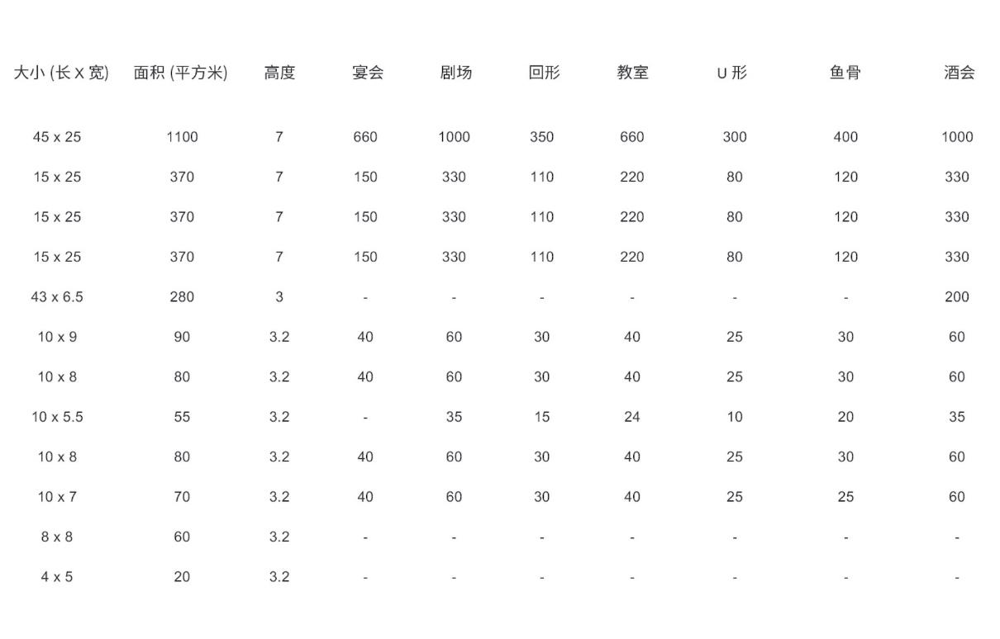 大小 (长 X 宽) 面积 (平方米) 高度 宴会 剧场 回形 教室 U 形 鱼骨 酒会
45 x 25 1100 7 660 1000 350 660 300 400 1000
15 x 25 370 7 150 330 110 220 80 120 330
15 x 25 370 7 150 330 110 220 80 120 330
15 x 25 370 7 150 330 110 220 80 120 330
43 x 6.5 280 3 - - - - - - 200
10 x 9 90 3.2 40 60 30 40 25 30 60
10 x 8 80 3.2 40 60 30 40 25 30 60
10 x 5.5 55 3.2 - 35 15 24 10 20 35
10 x 8 80 3.2 40 60 30 40 25 30 60
10 x 7 70 3.2 40 60 30 40 25 25 60
8 x 8 60 3.2 - - - - - - -
4 x 5 20 3.2 - - - - - - -